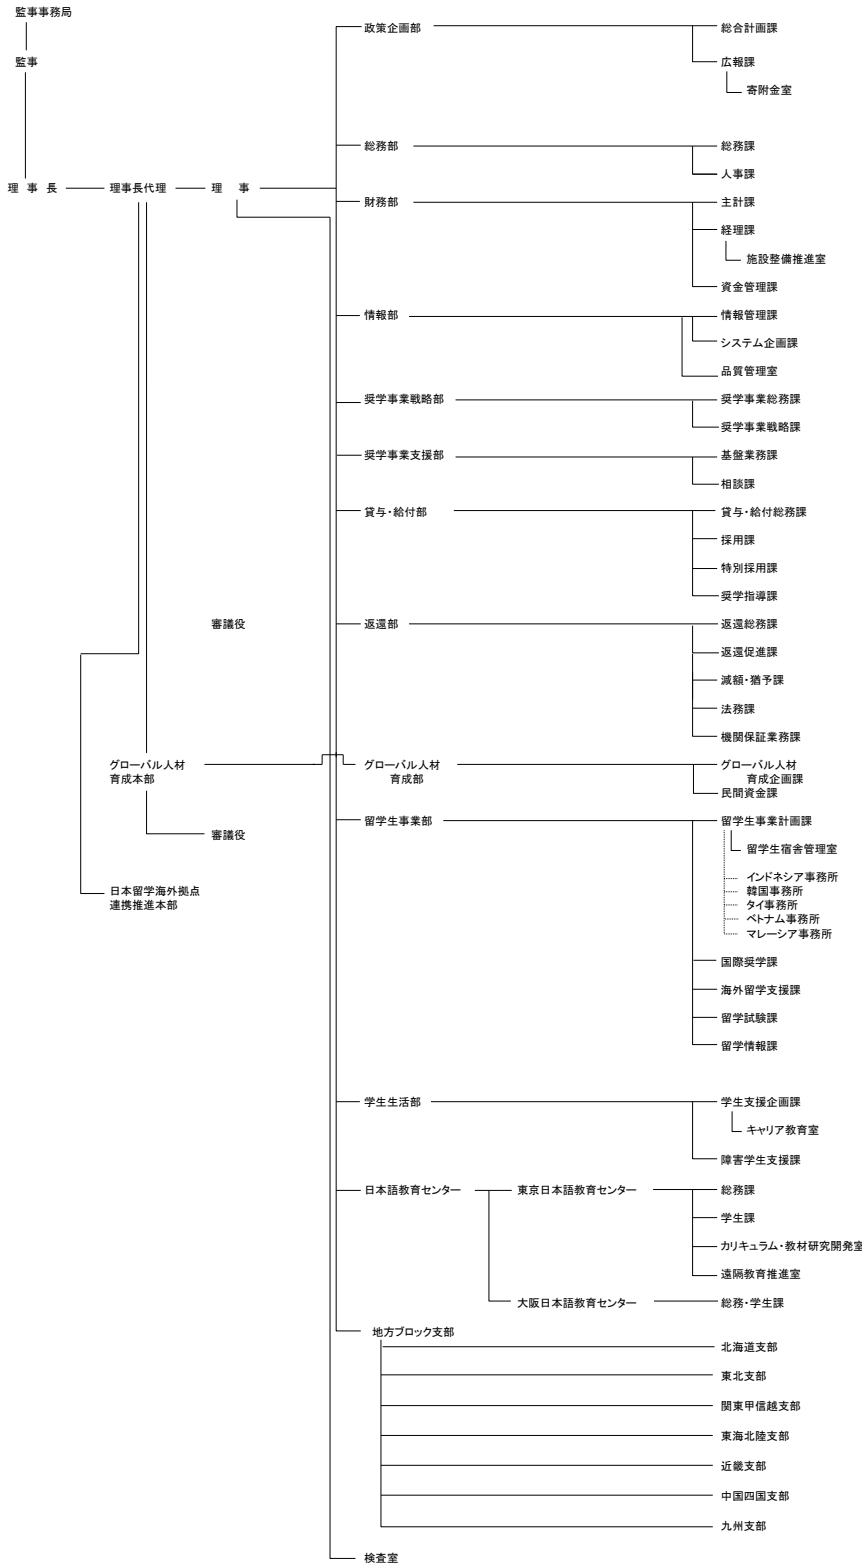 監事事務局
監事
理 事 長
理事長代理
理 事
政策企画部
総合計画課
広報課
寄附金室
総務部
総務課
人事課
財務部
主計課
経理課
施設整備推進室
資金管理課
情報部
情報管理課
システム企画課
品質管理室
奨学事業戦略部
奨学事業総務課
奨学事業戦略課
奨学事業支援部
基盤業務課
相談課
貸与・給付部
貸与・給付総務課
採用課
特別採用課
奨学指導課
審議役
返還部
返還総務課
返還促進課
減額・猶予課
法務課
機関保証業務課
グローバル人材
育成本部
グローバル人材
育成部
グローバル人材
育成企画課
民間資金課
審議役
留学生事業部
留学生事業計画課
留学生宿舎管理室
インドネシア事務所
韓国事務所
タイ事務所
ベトナム事務所
マレーシア事務所
日本留学海外拠点
連携推進本部
国際奨学課
海外留学支援課
留学試験課
留学情報課
学生生活部
学生支援企画課
キャリア教育室
障害学生支援課
日本語教育センター
東京日本語教育センター
総務課
学生課
カリキュラム・教材研究開発室
遠隔教育推進室
大阪日本語教育センター
総務・学生課
地方ブロック支部
北海道支部
東北支部
関東甲信越支部
東海北陸支部
近畿支部
中国四国支部
九州支部
検査室